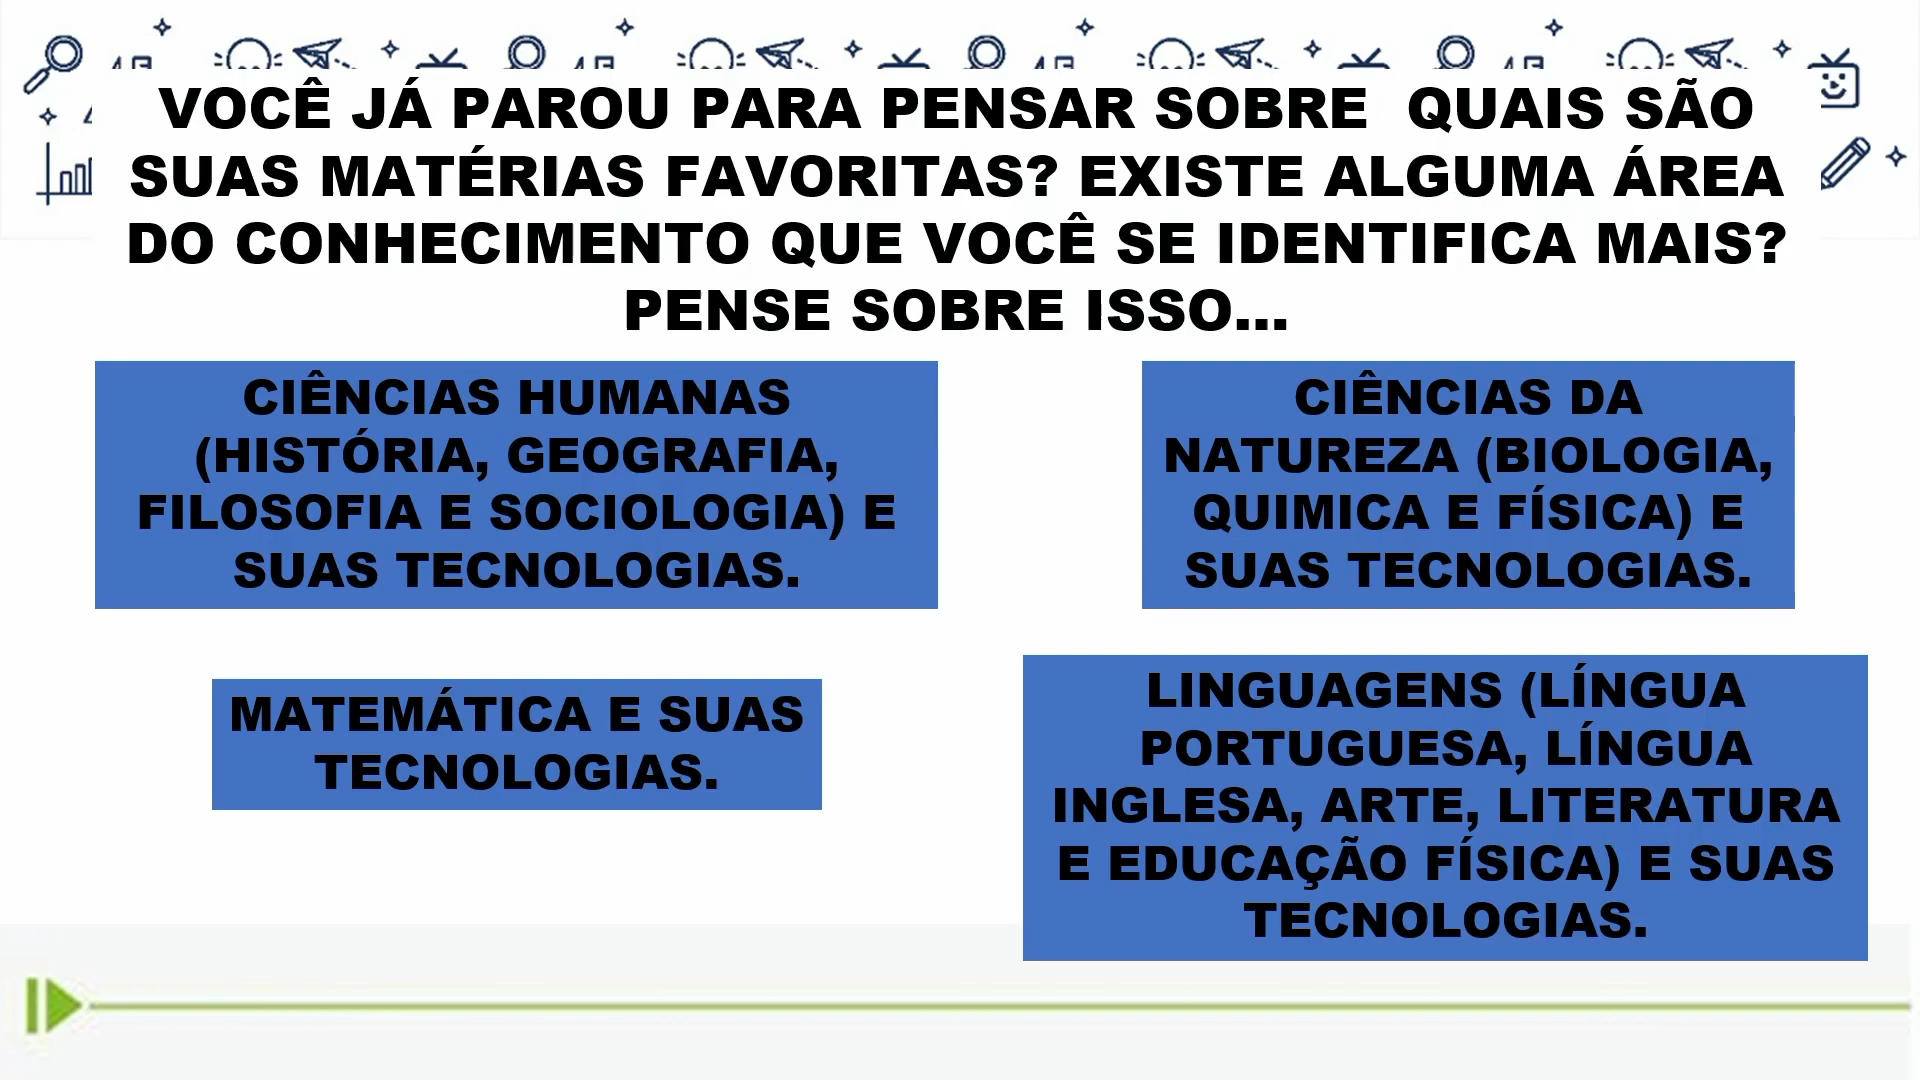 VOCÊ JÁ PAROU PARA PENSAR SOBRE  QUAIS SÃO
SUAS MATÉRIAS FAVORITAS? EXISTE ALGUMA ÁREA
DO CONHECIMENTO QUE VOCÊ SE IDENTIFICA MAIS?
PENSE SOBRE ISSO...
CIÊNCIAS HUMANAS
(HISTÓRIA, GEOGRAFIA,
FILOSOFIA E SOCIOLOGIA) E
SUAS TECNOLOGIAS.
CIÊNCIAS DA
NATUREZA (BIOLOGIA,
QUIMICA E FÍSICA) E
SUAS TECNOLOGIAS.
MATEMÁTICA E SUAS
TECNOLOGIAS.
LINGUAGENS (LÍNGUA
PORTUGUESA, LÍNGUA
INGLESA, ARTE, LITERATURA
E EDUCAÇÃO FÍSICA) E SUAS
TECNOLOGIAS.